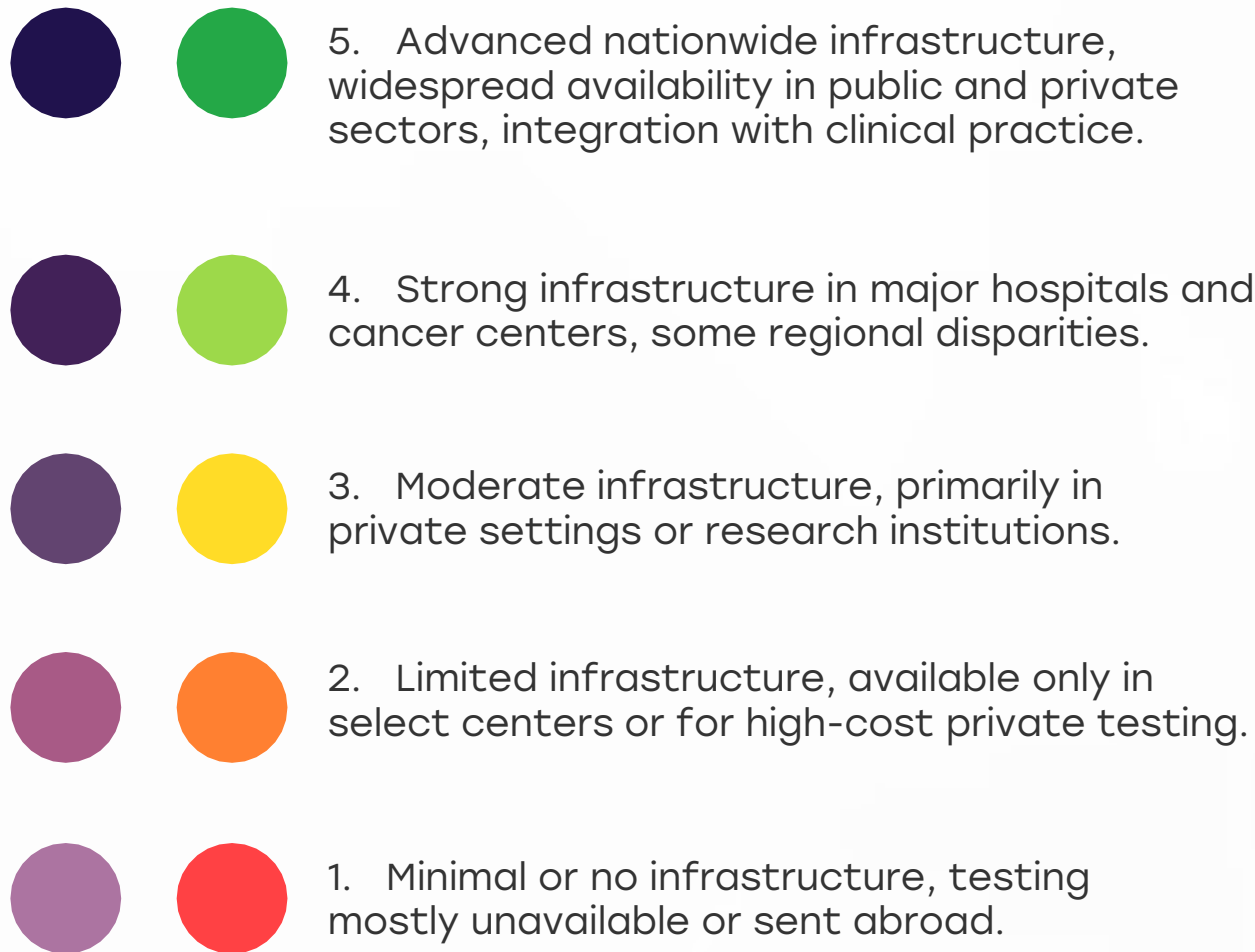 5. Advanced nationwide infrastructure,
widespread availability in public and private
sectors, integration with clinical practice.
4. Strong infrastructure in major hospitals and
cancer centers, some regional disparities.
3. Moderate infrastructure, primarily in
private settings or research institutions.
2. Limited infrastructure, available only in
select centers or for high-cost private testing.
1. Minimal or no infrastructure, testing
mostly unavailable or sent abroad.